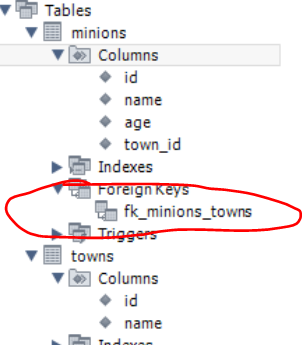 Tables
minions
Columns
id
name
age
town_id
Indexes
Foreign Keys
fk_minions_towns
Triggers
towns
Columns
id
name
Indexes